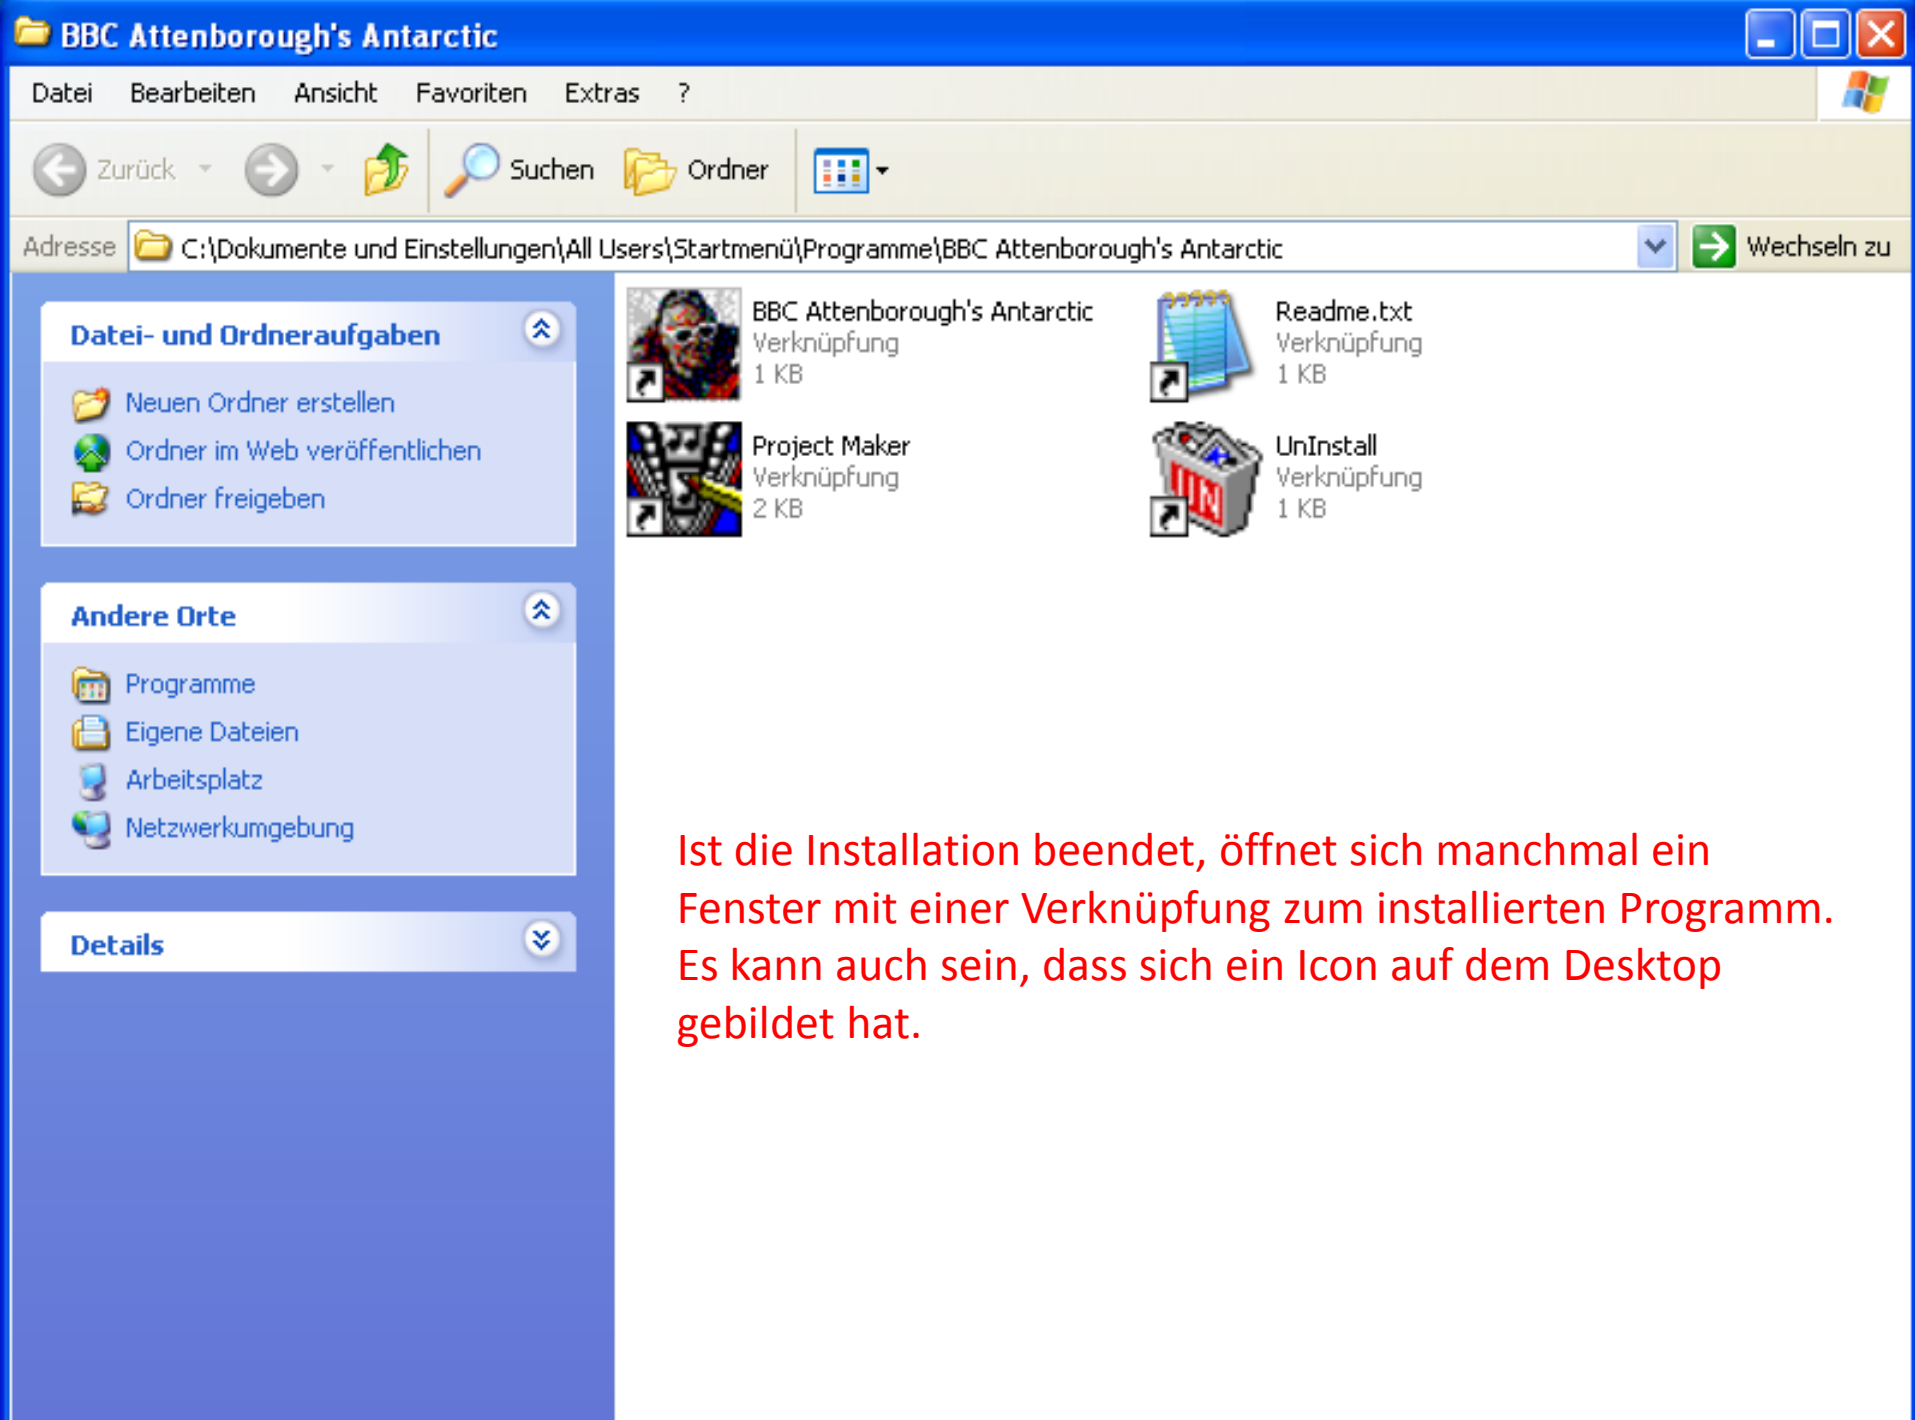 BBC Attenborough's Antarctic
Datei Bearbeiten Ansicht Favoriten Extras ?
Zurück Suchen Ordner
Adresse C:\Dokumente und Einstellungen\All Users\Startmenü\Programme\BBC Attenborough's Antarctic Wechseln zu
Datei- und Ordneraufgaben
Neuen Ordner erstellen
Ordner im Web veröffentlichen
Ordner freigeben
Andere Orte
Programme
Eigene Dateien
Arbeitsplatz
Netzwerkumgebung
Details
BBC Attenborough's Antarctic
Verknüpfung
1 KB
Readme.txt
Verknüpfung
1 KB
Project Maker
Verknüpfung
2 KB
UN
UnInstall
Verknüpfung
1 KB
Ist die Installation beendet, öffnet sich manchmal ein
Fenster mit einer Verknüpfung zum installierten Programm.
Es kann auch sein, dass sich ein Icon auf dem Desktop
gebildet hat.